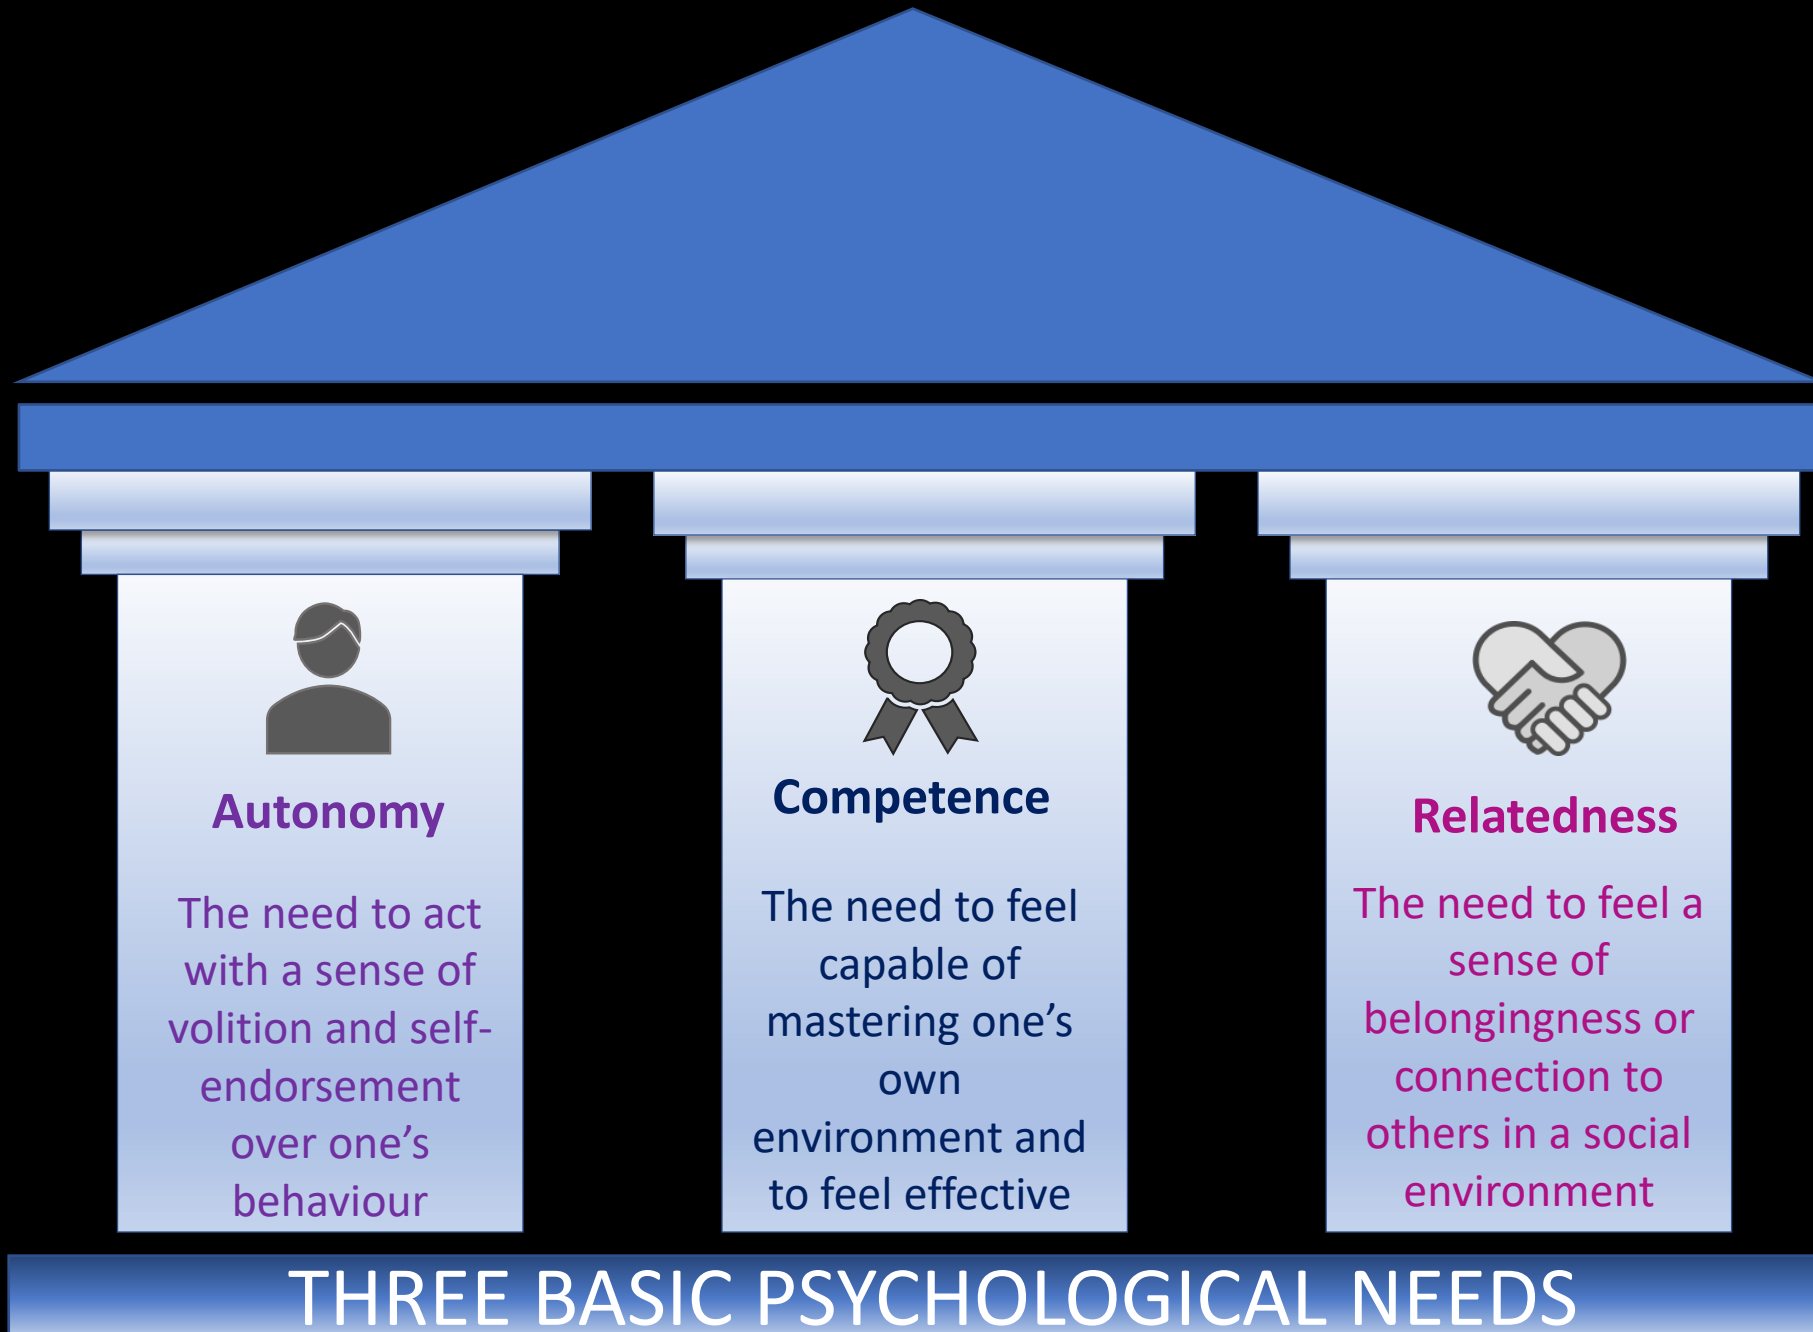 Autonomy
The need to act
with a sense of
volition and self-
endorsement
over one’s
behaviour
Competence
The need to feel
capable of
mastering one’s
own
environment and
to feel effective
Relatedness
The need to feel a
sense of
belongingness or
connection to
others in a social
environment
THREE BASIC PSYCHOLOGICAL NEEDS